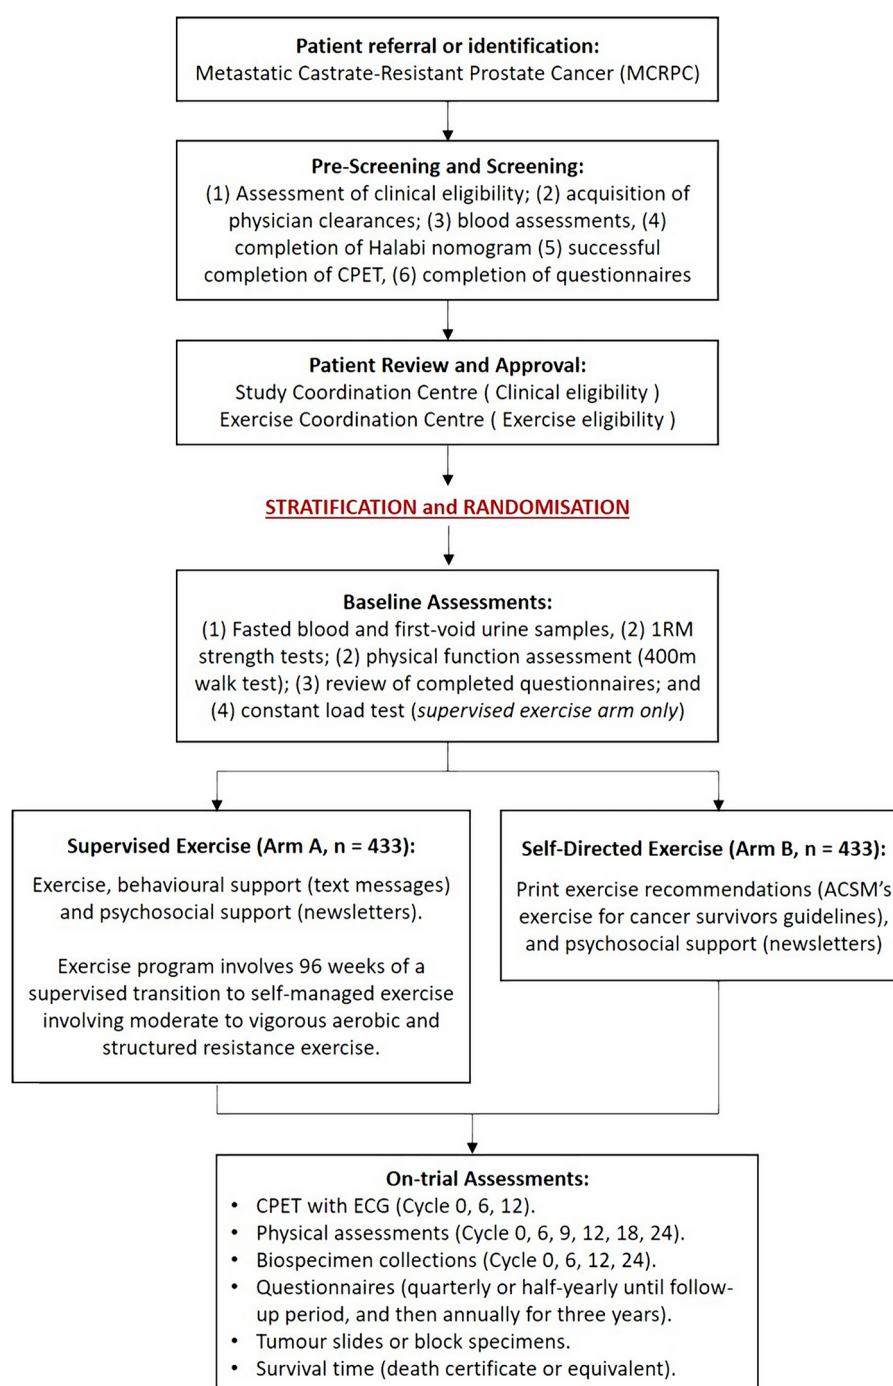 Patient referral or identification:
Metastatic Castrate-Resistant Prostate Cancer (MCRPC)
Pre-Screening and Screening:
(1) Assessment of clinical eligibility; (2) acquisition of
physician clearances; (3) blood assessments, (4)
completion of Halabi nomogram (5) successful
completion of CPET, (6) completion of questionnaires
Patient Review and Approval:
Study Coordination Centre ( Clinical eligibility )
Exercise Coordination Centre ( Exercise eligibility )
STRATIFICATION and RANDOMISATION
Baseline Assessments:
(1) Fasted blood and first-void urine samples, (2) 1RM
strength tests; (2) physical function assessment (400m
walk test); (3) review of completed questionnaires; and
(4) constant load test (supervised exercise arm only)
Supervised Exercise (Arm A, n = 433):
Exercise, behavioural support (text messages)
and psychosocial support (newsletters).
Exercise program involves 96 weeks of a
supervised transition to self-managed exercise
involving moderate to vigorous aerobic and
structured resistance exercise.
Self-Directed Exercise (Arm B, n = 433):
Print exercise recommendations (ACSM's
exercise for cancer survivors guidelines),
and psychosocial support (newsletters)
On-trial Assessments:
• CPET with ECG (Cycle 0, 6, 12).
• Physical assessments (Cycle 0, 6, 9, 12, 18, 24).
• Biospecimen collections (Cycle 0, 6, 12, 24).
• Questionnaires (quarterly or half-yearly until follow-
up period, and then annually for three years).
• Tumour slides or block specimens.
• Survival time (death certificate or equivalent).